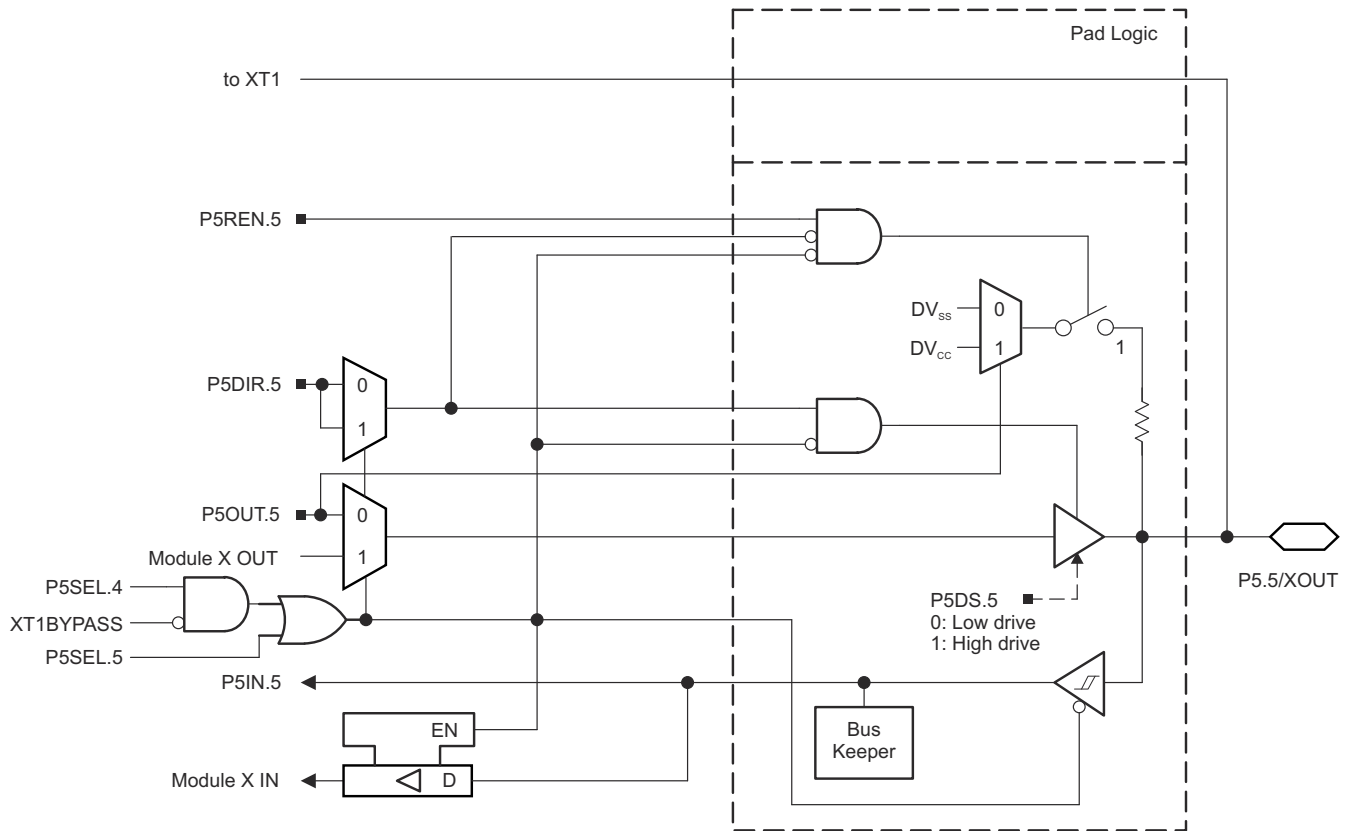 Pad Logic
to XT1
P5REN.5
DVss
0
DVcc
1
1
P5DIR.5
0
1
P5OUT.5
0
Module X OUT
1
P5SEL.4
XT1BYPASS
P5SEL.5
P5DS.5
0: Low drive
1: High drive
P5.5/XOUT
P5IN.5
EN
Bus
Keeper
Module X IN
D